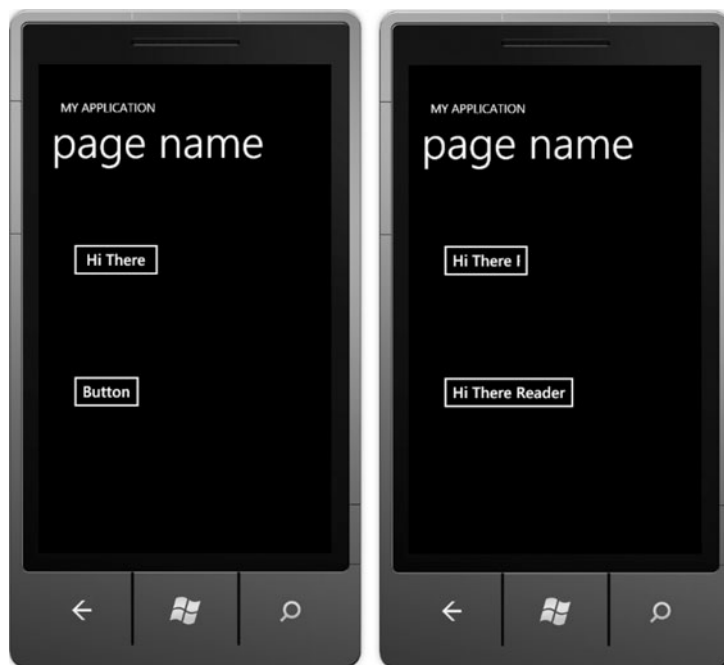 MY APPLICATION
page name
Hi There
Button
MY APPLICATION
page name
Hi There
Hi There Reader